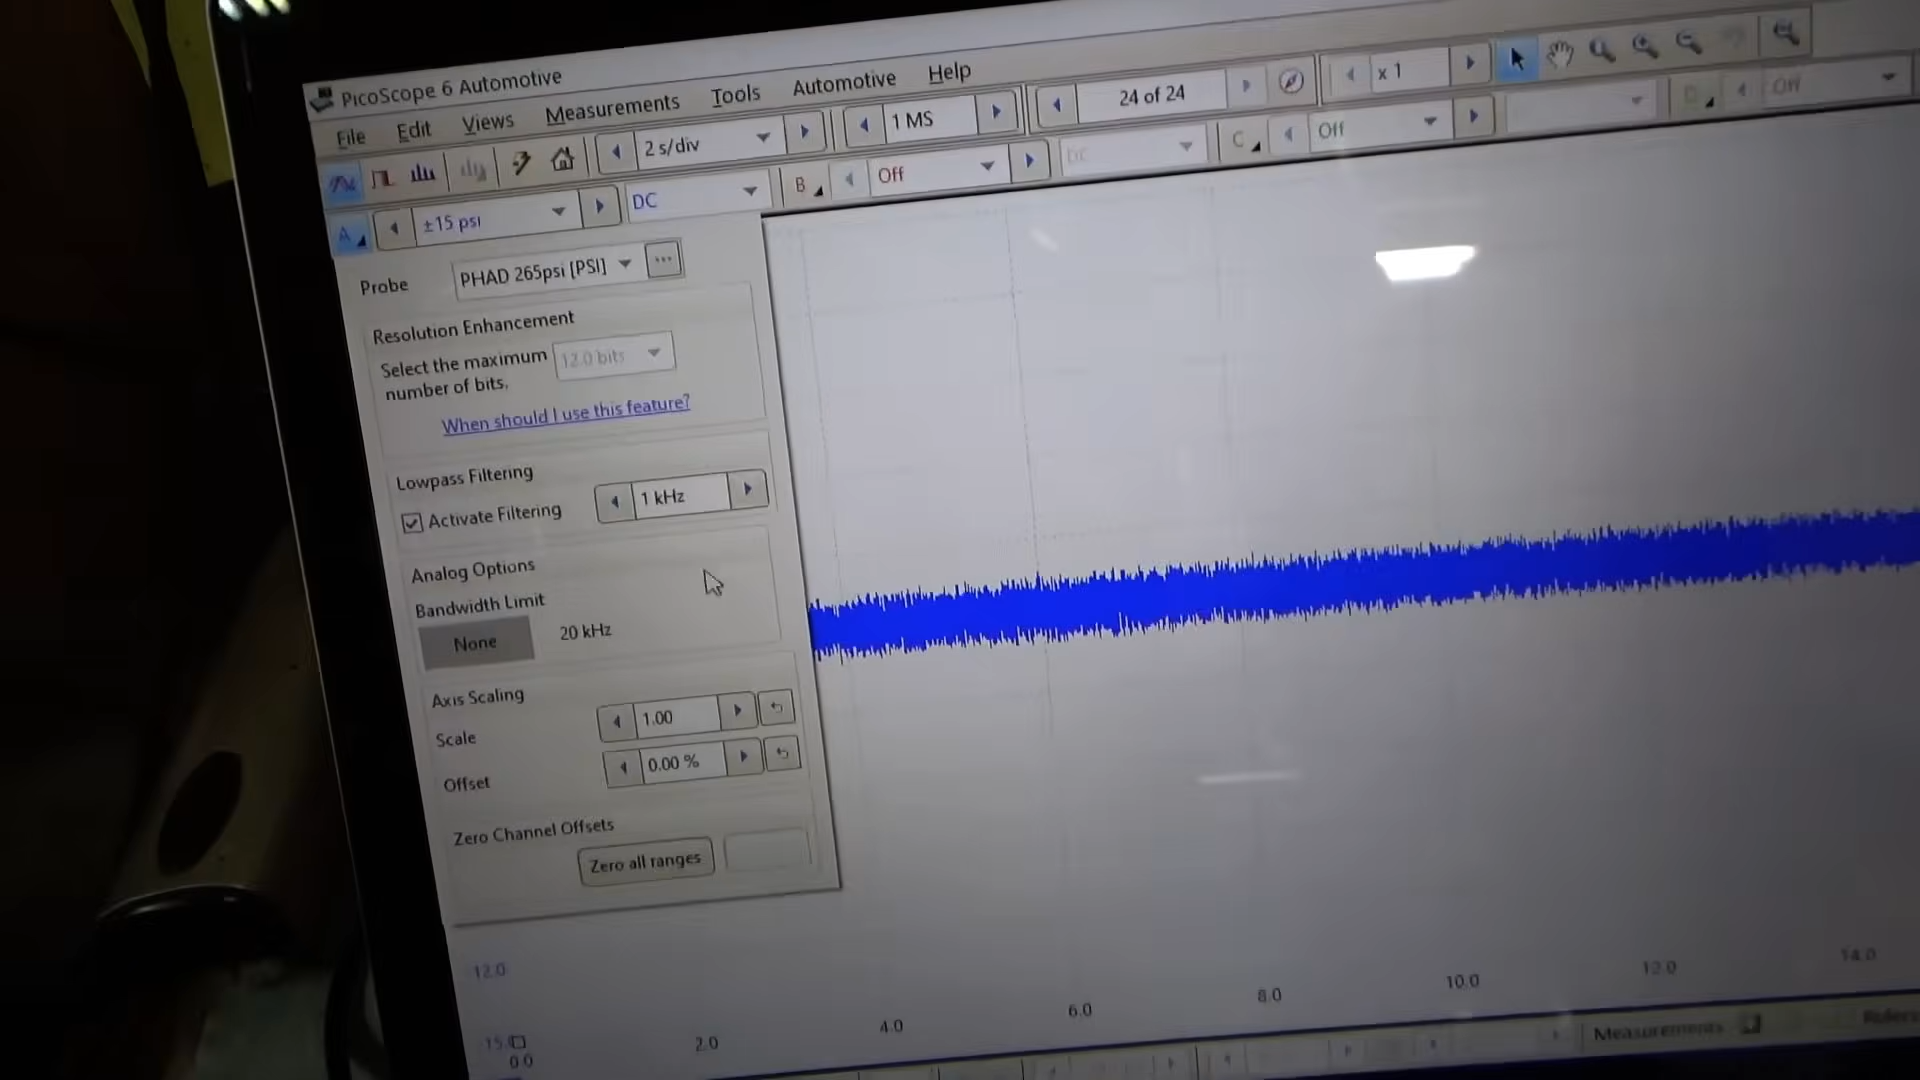 PicoScope 6 Automotive
File Edit Views Measurements Tools Automotive Help
2 s/div 1 MS 24 of 24 x 1
A ±15 psi DC B Off DC C Off D Off
Probe PHAD 265psi [PSI] ...
Resolution Enhancement
Select the maximum number of bits. 12.0 bits
When should I use this feature?
Lowpass Filtering
Activate Filtering 1 kHz
Analog Options
Bandwidth Limit
None 20 kHz
Axis Scaling
Scale 1.00
Offset 0.00 %
Zero Channel Offsets
Zero all ranges
12.0
15.0
0.0 2.0 4.0 6.0 8.0 10.0 12.0 14.0
Measurements Rulers